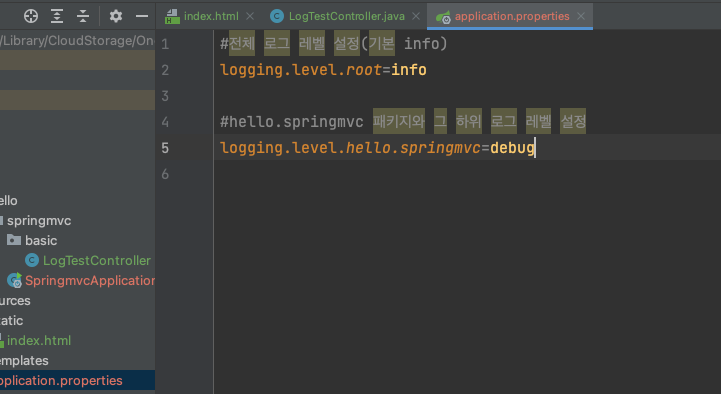 index.html
LogTestController.java
application.properties
/Library/CloudStorage/On
1 #전체 로그 레벨 설정(기본 info)
2 logging.level.root=info
3
4 #hello.springmvc 패키지와 그 하위 로그 레벨 설정
5 logging.level.hello.springmvc=debug
6
ello
springmvc
basic
LogTestController
SpringmvcApplication
ources
tatic
index.html
emplates
pplication.properties